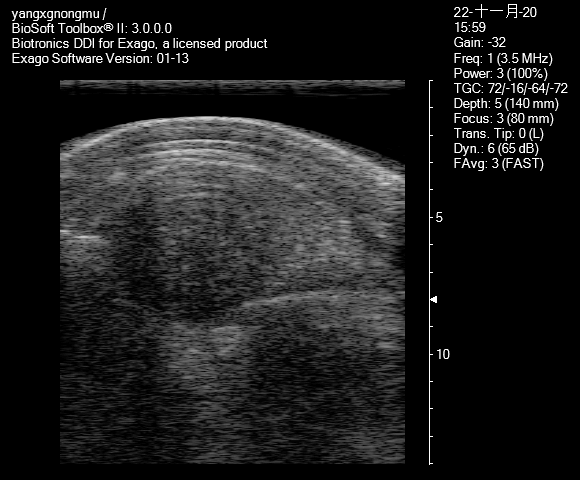 yangxgnongmu /
BioSoft Toolbox® II: 3.0.0.0
Biotronics DDI for Exago, a licensed product
Exago Software Version: 01-13
22-十一月-20
15:59
Gain: -32
Freq: 1 (3.5 MHz)
Power: 3 (100%)
TGC: 72/-16/-64/-72
Depth: 5 (140 mm)
Focus: 3 (80 mm)
Trans. Tip: 0 (L)
Dyn.: 6 (65 dB)
FAvg: 3 (FAST)
5
10